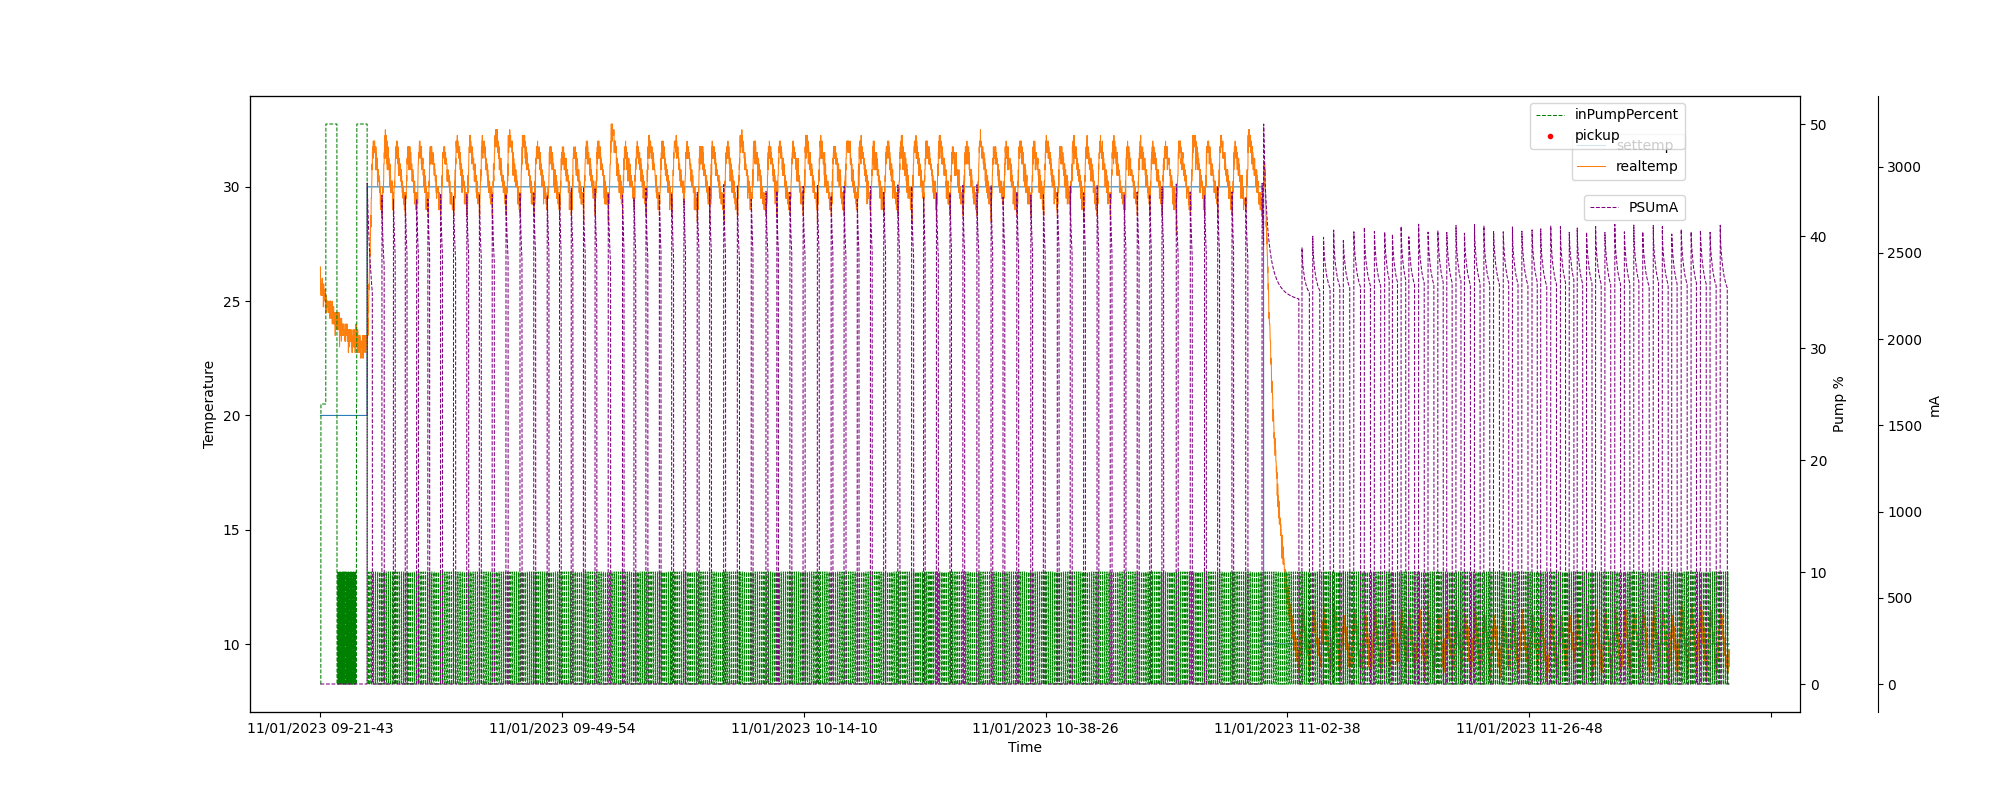 inPumpPercent
pickup
settemp
realtemp
PSUmA
Temperature
30
25
20
15
10
50
40
30
20
10
0
Pump %
3000
2500
2000
1500
1000
500
0
mA
11/01/2023 09-21-43
11/01/2023 09-49-54
11/01/2023 10-14-10
11/01/2023 10-38-26
11/01/2023 11-02-38
11/01/2023 11-26-48
Time